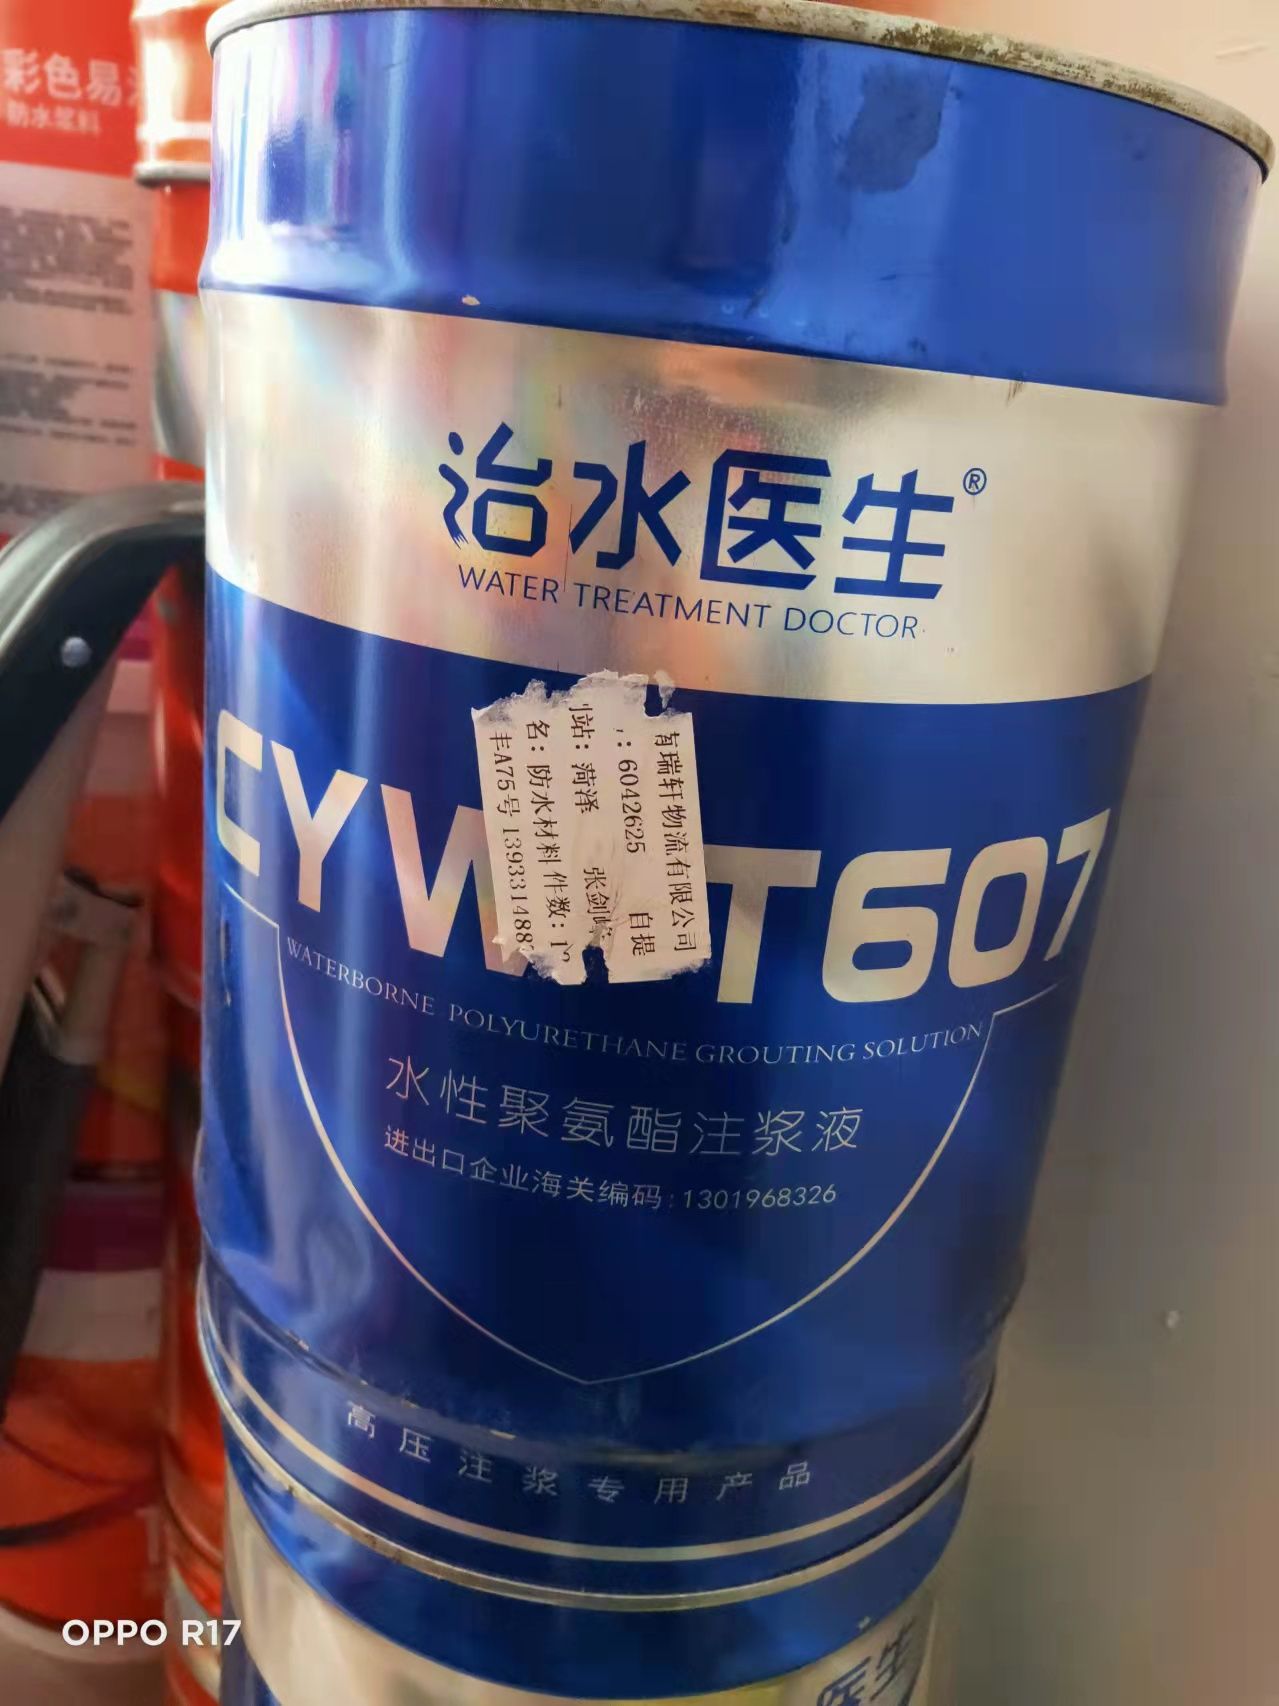 彩色易
防水浆料
治水医生®
WATER TREATMENT DOCTOR
瑞轩物流有限公司
: 6042625 自提
站: 菏泽 张剑
名: 防水材料 件数: 1
丰A75号 139331488
CYW T607
WATERBORNE POLYURETHANE GROUTING SOLUTION
水性聚氨酯注浆液
进出口企业海关编码:1301968326
高压注浆专用产品
医生
OPPO R17